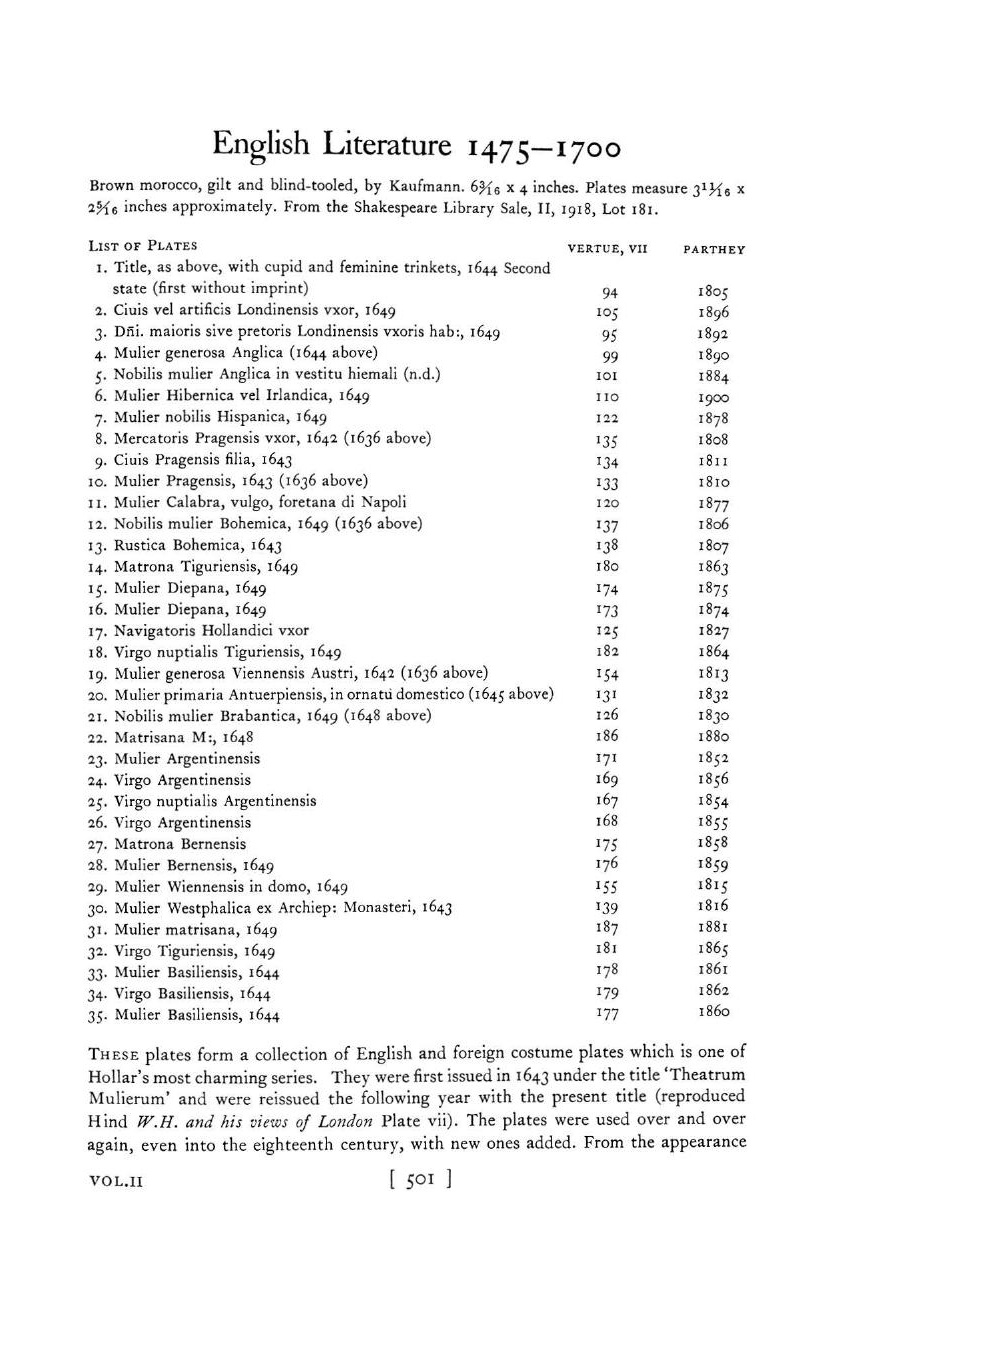 English Literature 1475—1700
Brown morocco, gilt and blind-tooled, by Kaufmann. 6 3/16 x 4 inches. Plates measure 3 11/16 x
2 5/16 inches approximately. From the Shakespeare Library Sale, II, 1918, Lot 181.
LIST OF PLATES VERTUE, VII PARTHEY
1. Title, as above, with cupid and feminine trinkets, 1644 Second
state (first without imprint) 94 1805
2. Ciuis vel artificis Londinensis vxor, 1649 105 1896
3. Dñi. maioris sive pretoris Londinensis vxoris hab:, 1649 95 1892
4. Mulier generosa Anglica (1644 above) 99 1890
5. Nobilis mulier Anglica in vestitu hiemali (n.d.) 101 1884
6. Mulier Hibernica vel Irlandica, 1649 110 1900
7. Mulier nobilis Hispanica, 1649 122 1878
8. Mercatoris Pragensis vxor, 1642 (1636 above) 135 1808
9. Ciuis Pragensis filia, 1643 134 1811
10. Mulier Pragensis, 1643 (1636 above) 133 1810
11. Mulier Calabra, vulgo, foretana di Napoli 120 1877
12. Nobilis mulier Bohemica, 1649 (1636 above) 137 1806
13. Rustica Bohemica, 1643 138 1807
14. Matrona Tiguriensis, 1649 180 1863
15. Mulier Diepana, 1649 174 1875
16. Mulier Diepana, 1649 173 1874
17. Navigatoris Hollandici vxor 125 1827
18. Virgo nuptialis Tiguriensis, 1649 182 1864
19. Mulier generosa Viennensis Austri, 1642 (1636 above) 154 1813
20. Mulier primaria Antuerpiensis, in ornatu domestico (1645 above) 131 1832
21. Nobilis mulier Brabantica, 1649 (1648 above) 126 1830
22. Matrisana M:, 1648 186 1880
23. Mulier Argentinensis 171 1852
24. Virgo Argentinensis 169 1856
25. Virgo nuptialis Argentinensis 167 1854
26. Virgo Argentinensis 168 1855
27. Matrona Bernensis 175 1858
28. Mulier Bernensis, 1649 176 1859
29. Mulier Wiennensis in domo, 1649 155 1815
30. Mulier Westphalica ex Archiep: Monasteri, 1643 139 1816
31. Mulier matrisana, 1649 187 1881
32. Virgo Tiguriensis, 1649 181 1865
33. Mulier Basiliensis, 1644 178 1861
34. Virgo Basiliensis, 1644 179 1862
35. Mulier Basiliensis, 1644 177 1860
THESE plates form a collection of English and foreign costume plates which is one of
Hollar's most charming series. They were first issued in 1643 under the title 'Theatrum
Mulierum' and were reissued the following year with the present title (reproduced
Hind W.H. and his views of London Plate vii). The plates were used over and over
again, even into the eighteenth century, with new ones added. From the appearance
VOL.II [ 501 ]